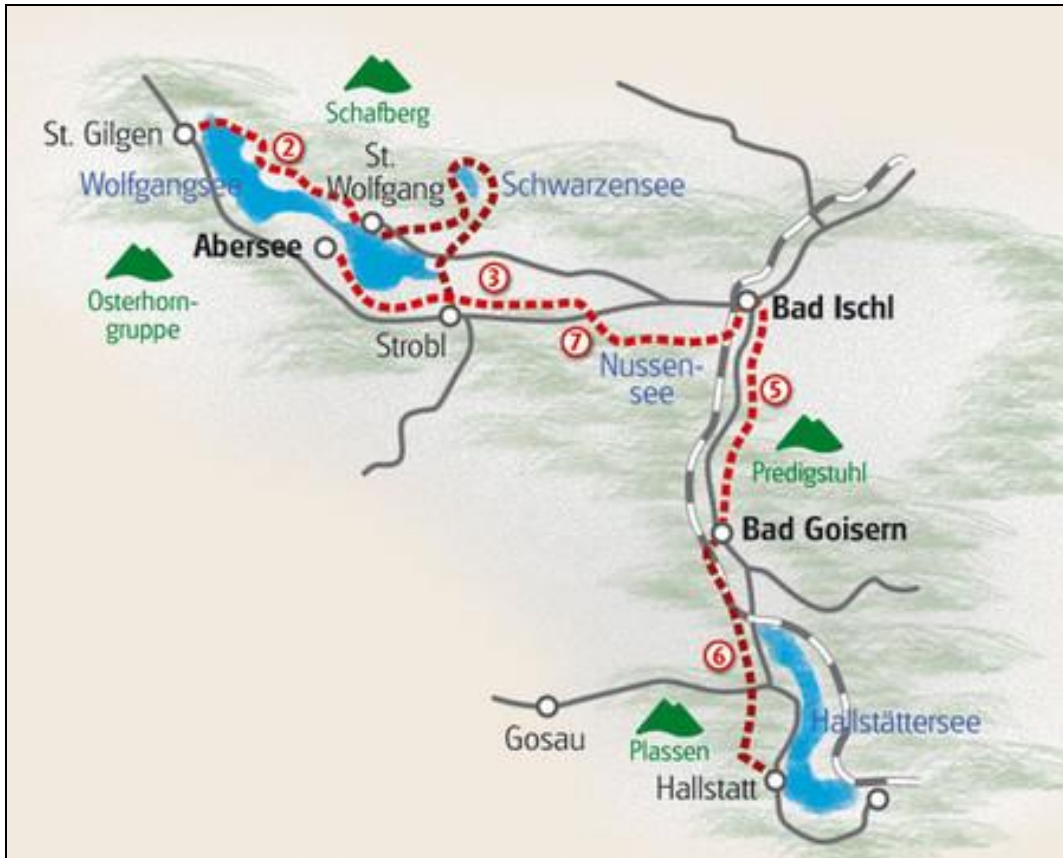 Schafberg
St. Gilgen
②
St.
Wolfgang
Wolfgangsee
Schwarzensee
Abersee
③
Osterhorn-
gruppe
Bad Ischl
Strobl
⑦
Nussen-
see
⑤
Predigstuhl
Bad Goisern
⑥
Hallstättersee
Gosau
Plassen
Hallstatt